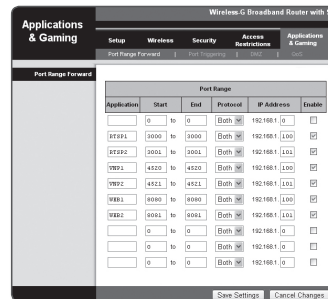 Wireless-G Broadband Router with S
Applications
& Gaming
Setup Wireless Security Access Restrictions Applications & Gaming
Port Range Forward | Port Triggering | DMZ | QoS
Port Range Forward
Port Range
Application Start End Protocol IP Address Enable
0 to 0 Both 192.168.1. 0
RTSP1 3000 to 3000 Both 192.168.1. 100
RTSP2 3001 to 3001 Both 192.168.1. 101
VNP1 4520 to 4520 Both 192.168.1. 100
VNP2 4521 to 4521 Both 192.168.1. 101
WEB1 8080 to 8080 Both 192.168.1. 100
WEB2 8081 to 8081 Both 192.168.1. 101
0 to 0 Both 192.168.1. 0
0 to 0 Both 192.168.1. 0
0 to 0 Both 192.168.1. 0
Save Settings Cancel Changes